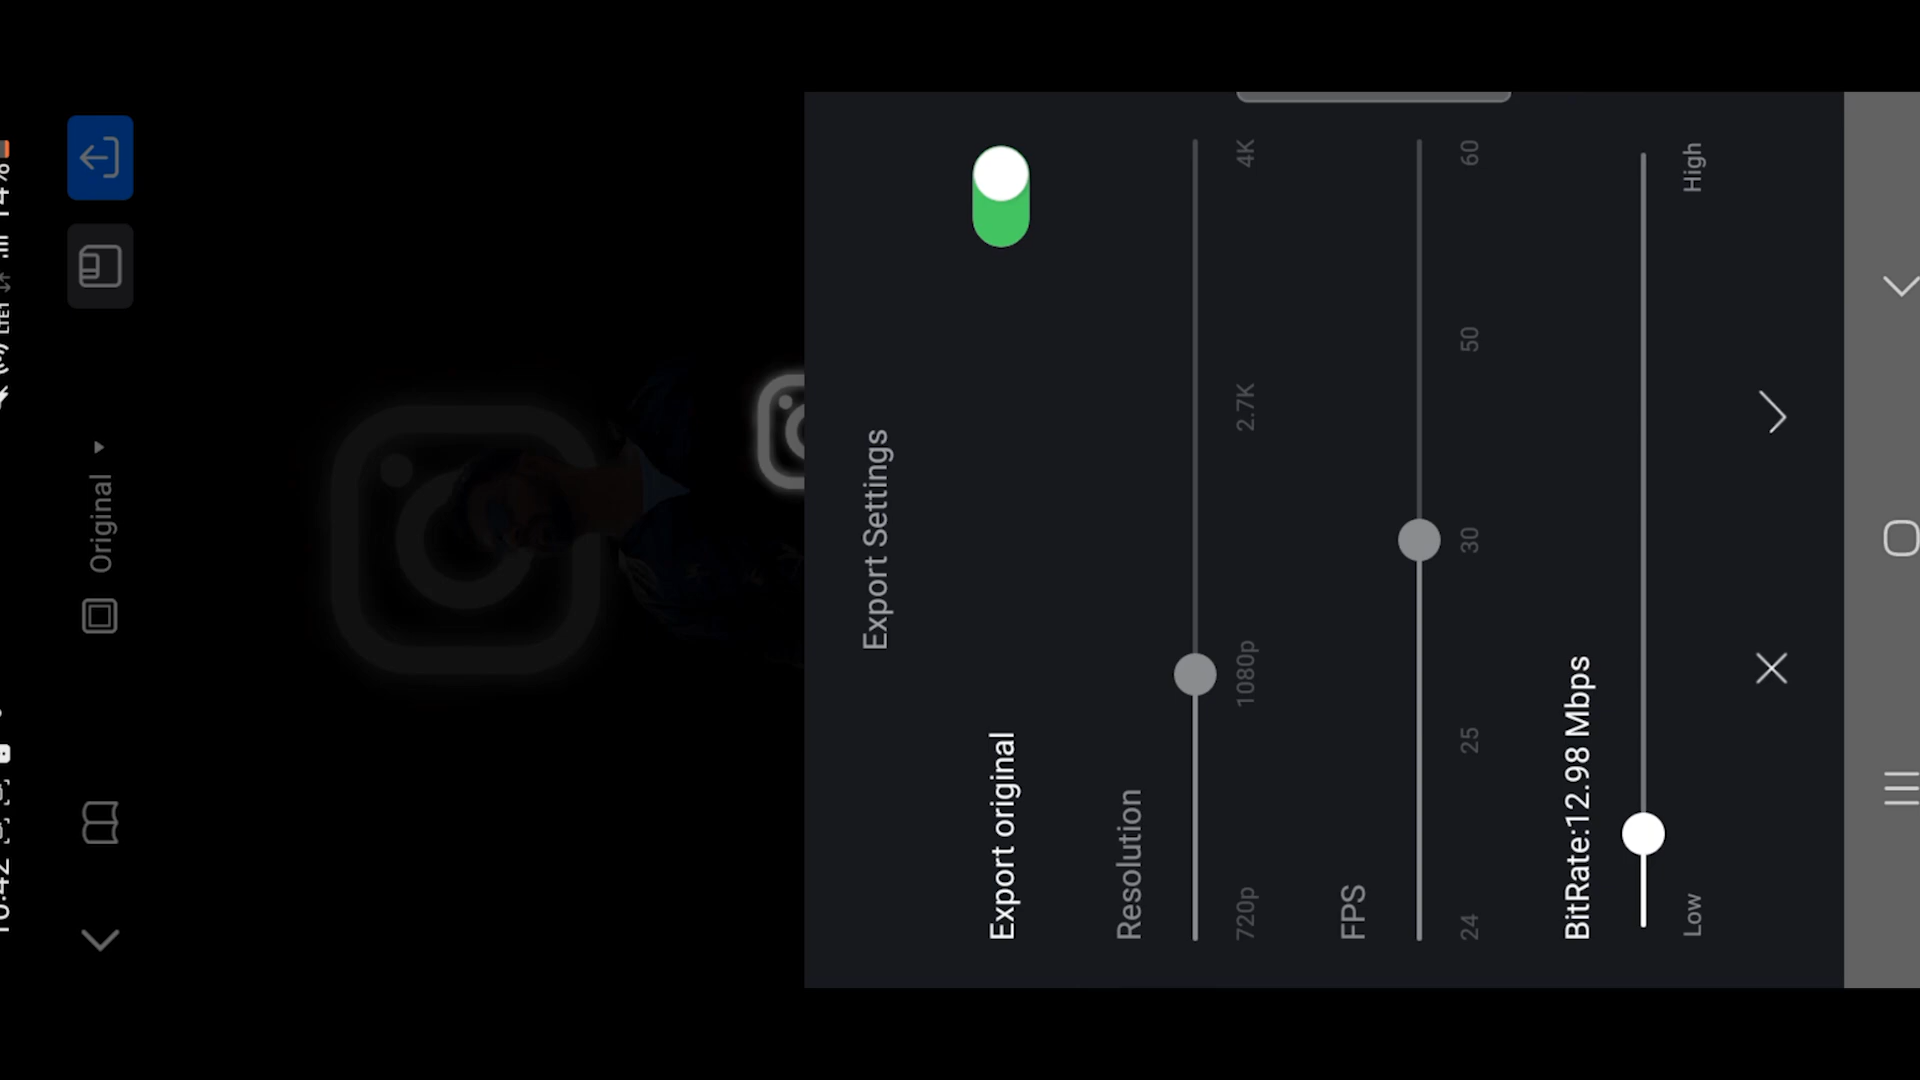 14%
Original
Export Settings
Export original
Resolution
720p 1080p 2.7K 4K
FPS
24 25 30 50 60
BitRate:12.98 Mbps
Low High